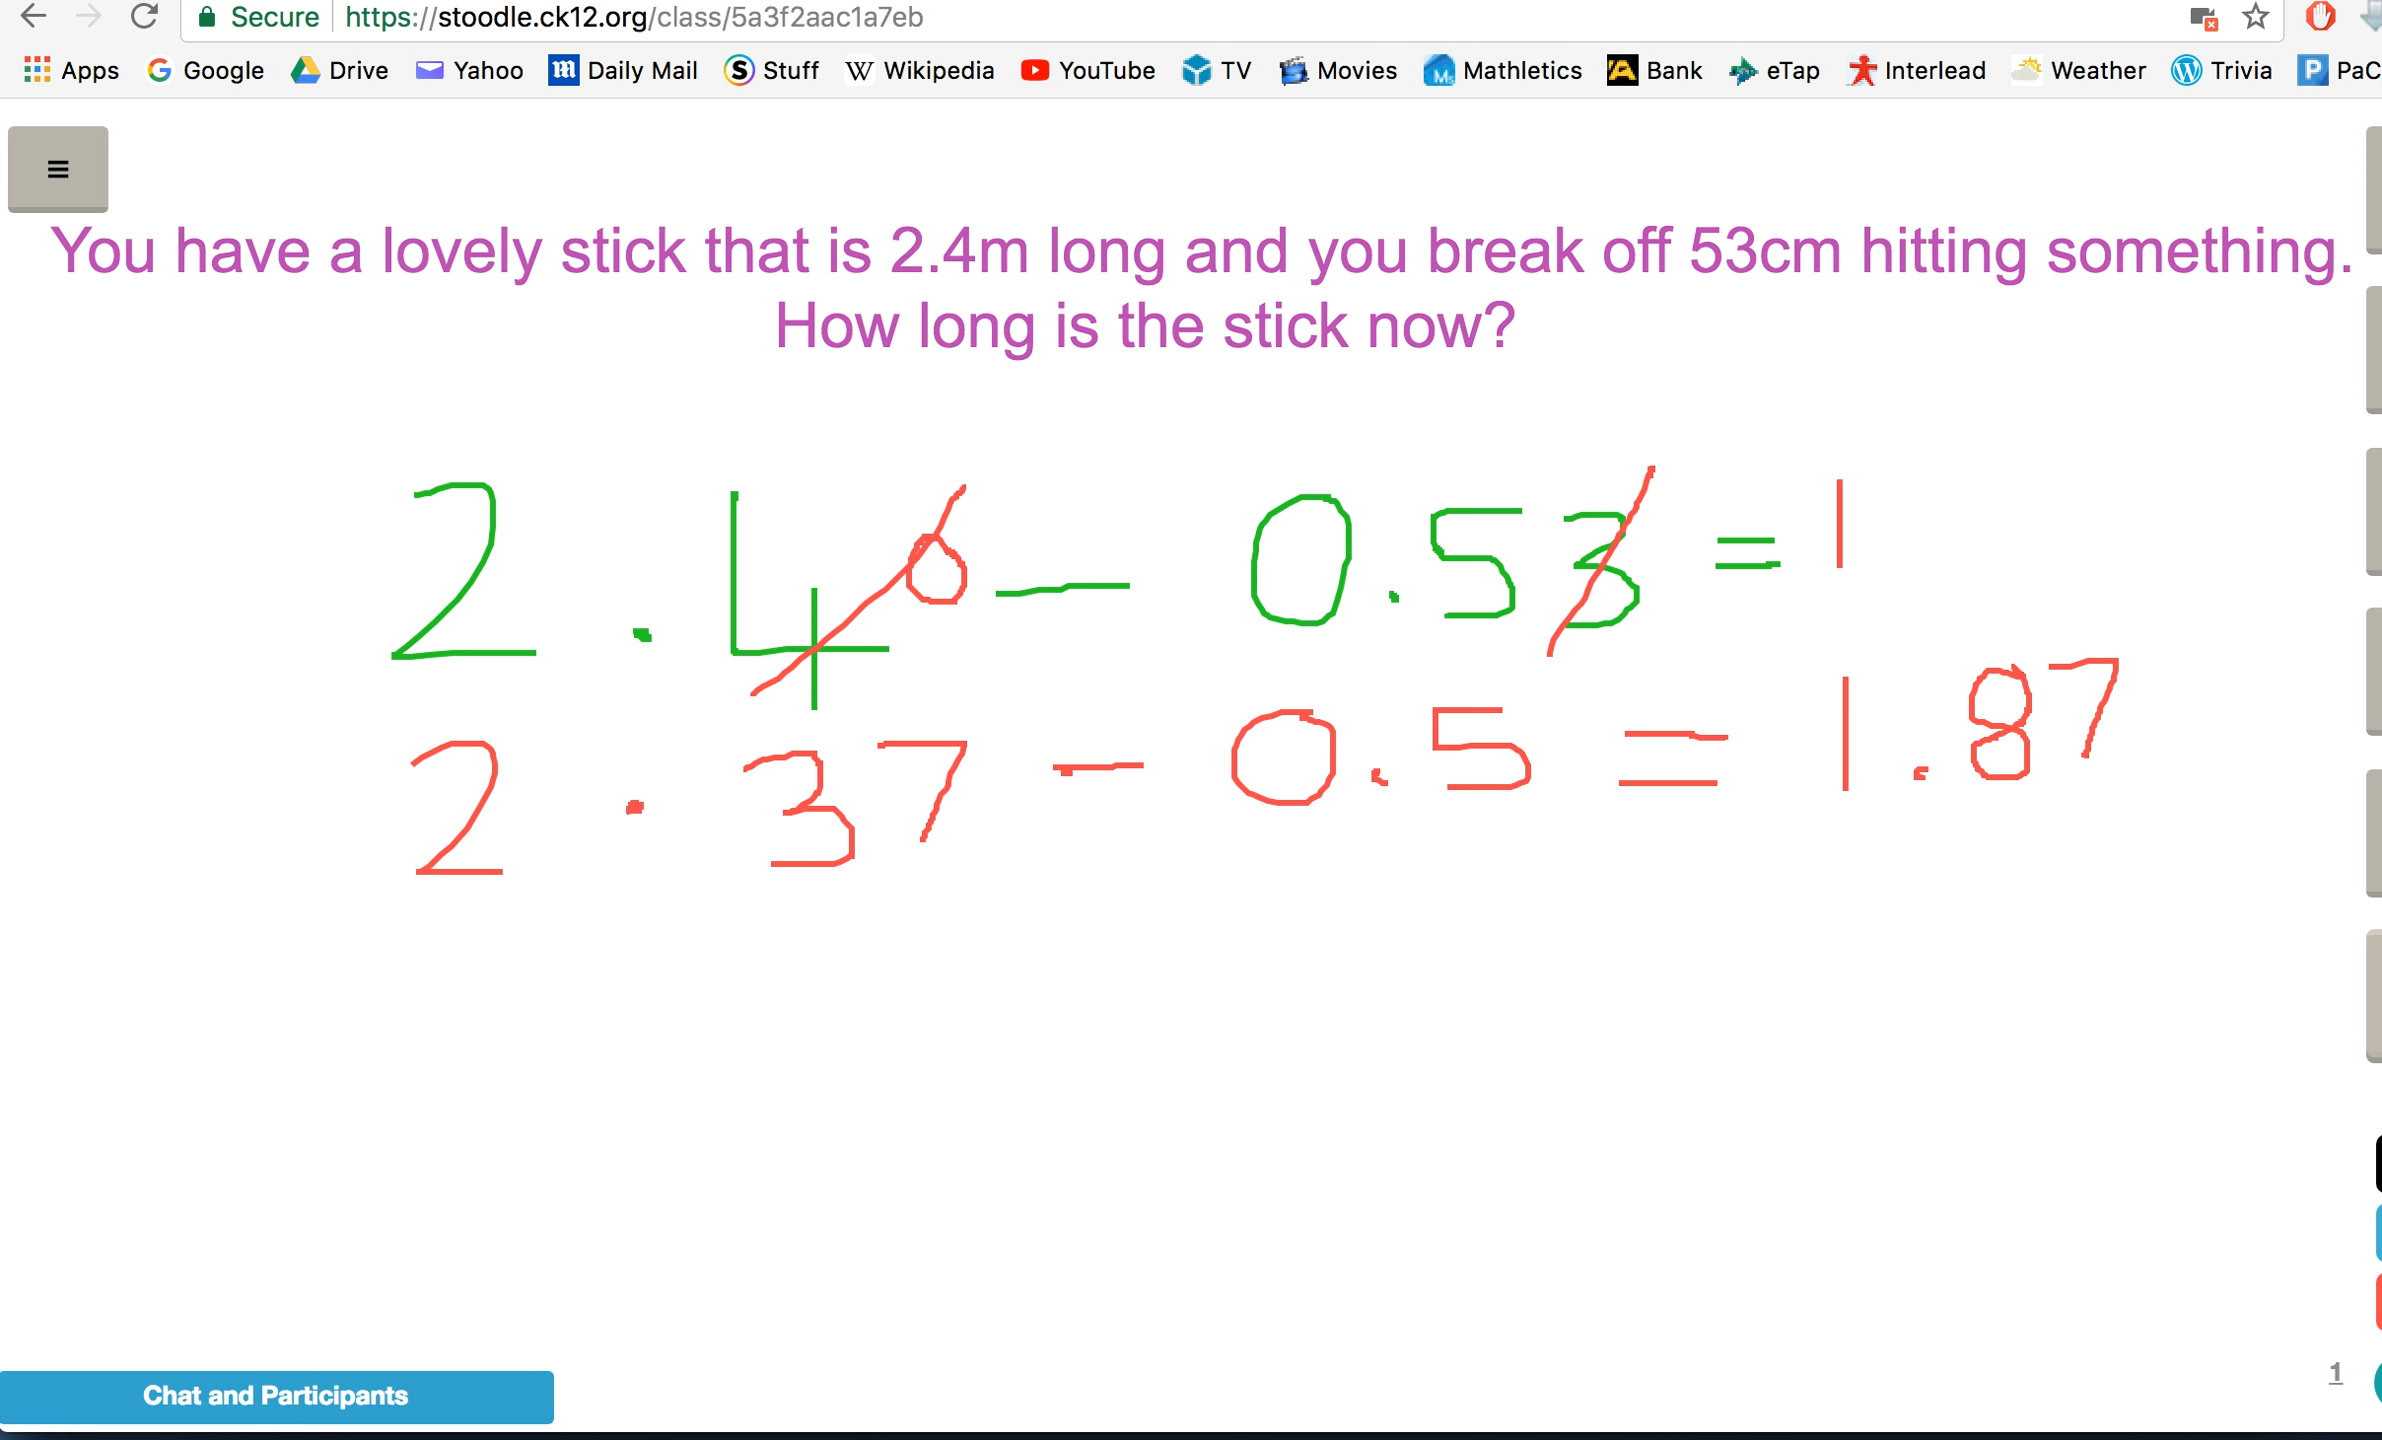 Secure https://stoodle.ck12.org/class/5a3f2aac1a7eb
Apps Google Drive Yahoo Daily Mail Stuff Wikipedia YouTube TV Movies Mathletics Bank eTap Interlead Weather Trivia PaC
You have a lovely stick that is 2.4m long and you break off 53cm hitting something.
How long is the stick now?
2.40 - 0.53 = 1
2.37 - 0.5 = 1.87
1
Chat and Participants